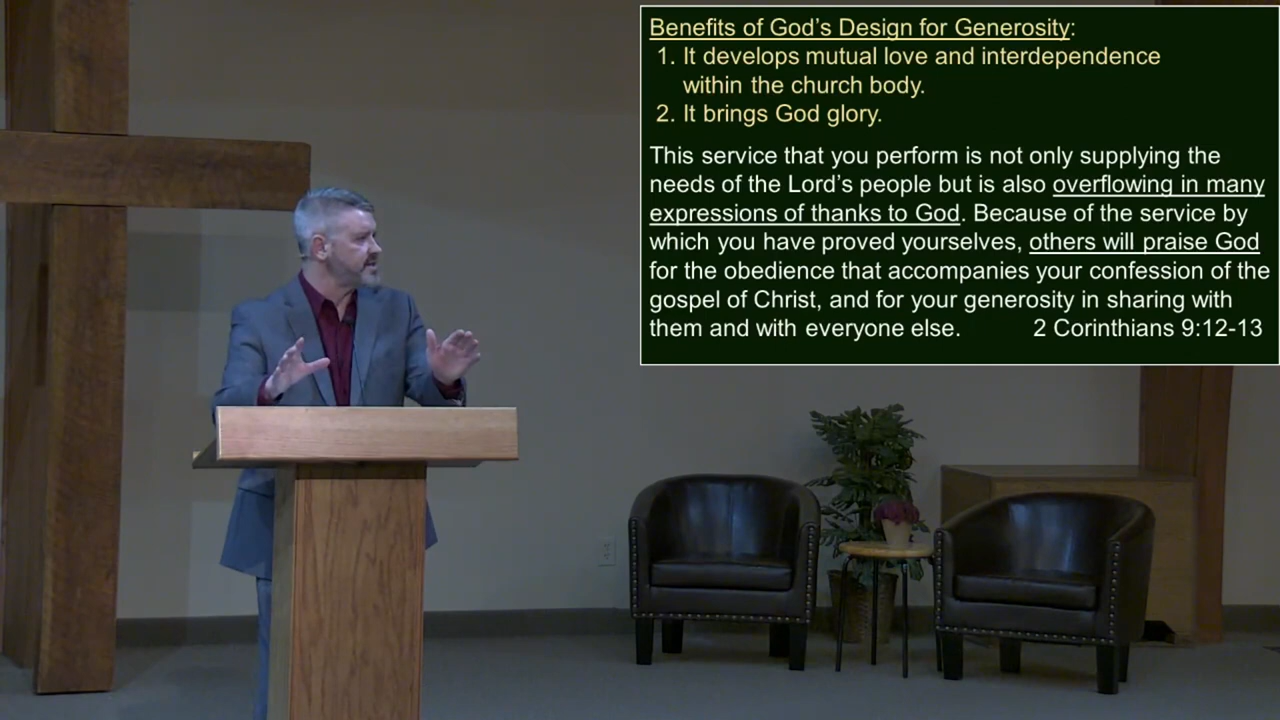 Benefits of God’s Design for Generosity:
1. It develops mutual love and interdependence
within the church body.
2. It brings God glory.
This service that you perform is not only supplying the
needs of the Lord’s people but is also overflowing in many
expressions of thanks to God. Because of the service by
which you have proved yourselves, others will praise God
for the obedience that accompanies your confession of the
gospel of Christ, and for your generosity in sharing with
them and with everyone else. 2 Corinthians 9:12-13